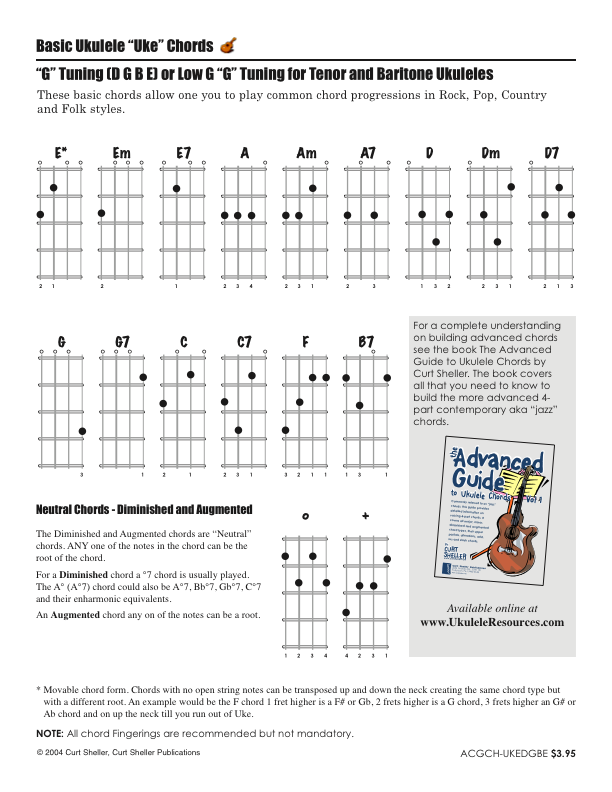 Basic Ukulele “Uke” Chords
“G” Tuning (D G B E) or Low G “G” Tuning for Tenor and Baritone Ukuleles
These basic chords allow one you to play common chord progressions in Rock, Pop, Country
and Folk styles.
E* Em E7 A Am A7 D Dm D7
2 1 2 1 2 3 4 2 3 1 2 3 1 3 2 2 3 1 2 1 3
G G7 C C7 F B7
3 1 2 1 2 3 1 3 2 1 1 1 2 1
For a complete understanding
on building advanced chords
see the book The Advanced
Guide to Ukulele Chords by
Curt Sheller. The book covers
all that you need to know to
build the more advanced 4-
part contemporary aka “jazz”
chords.
the
Advanced
Guide
to Ukulele Chords
BY
CURT
SHELLER
Available online at
www.UkuleleResources.com
Neutral Chords - Diminished and Augmented
The Diminished and Augmented chords are “Neutral”
chords. ANY one of the notes in the chord can be the
root of the chord.
For a Diminished chord a °7 chord is usually played.
The A° (A°7) chord could also be A°7, Bb°7, Gb°7, C°7
and their enharmonic equivalents.
An Augmented chord any on of the notes can be a root.
o +
1 2 3 4 4 2 3 1
* Movable chord form. Chords with no open string notes can be transposed up and down the neck creating the same chord type but
with a different root. An example would be the F chord 1 fret higher is a F# or Gb, 2 frets higher is a G chord, 3 frets higher an G# or
Ab chord and on up the neck till you run out of Uke.
NOTE: All chord Fingerings are recommended but not mandatory.
© 2004 Curt Sheller, Curt Sheller Publications
ACGCH-UKEDGBE $3.95